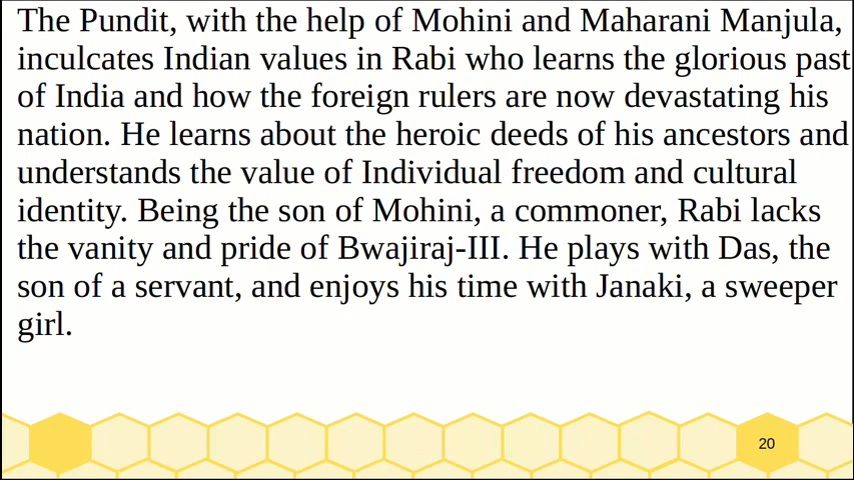 The Pundit, with the help of Mohini and Maharani Manjula,
inculcates Indian values in Rabi who learns the glorious past
of India and how the foreign rulers are now devastating his
nation. He learns about the heroic deeds of his ancestors and
understands the value of Individual freedom and cultural
identity. Being the son of Mohini, a commoner, Rabi lacks
the vanity and pride of Bwajiraj-III. He plays with Das, the
son of a servant, and enjoys his time with Janaki, a sweeper
girl.
20